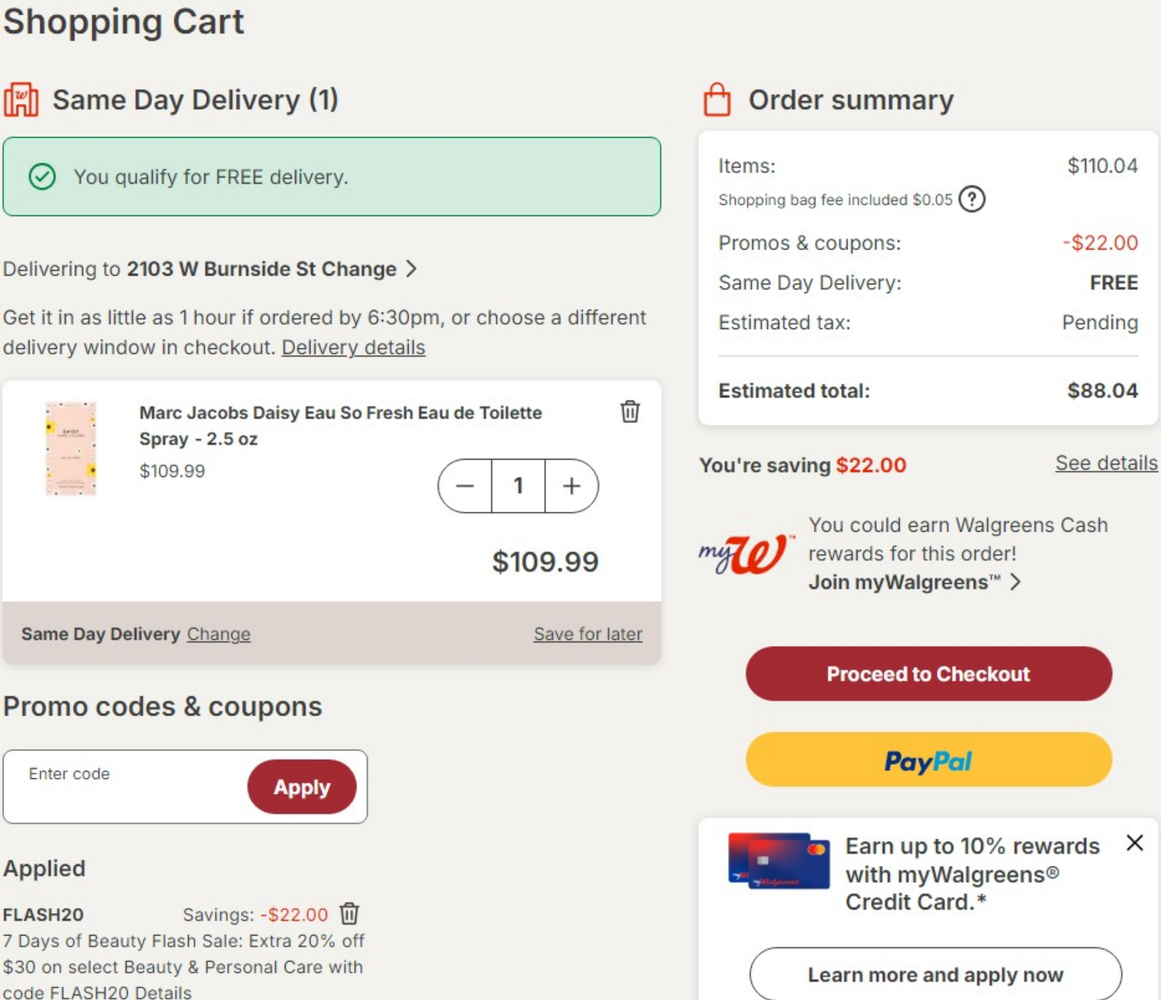 Shopping Cart
Same Day Delivery (1)
You qualify for FREE delivery.
Delivering to 2103 W Burnside St Change
Get it in as little as 1 hour if ordered by 6:30pm, or choose a different
delivery window in checkout. Delivery details
Marc Jacobs Daisy Eau So Fresh Eau de Toilette
Spray - 2.5 oz
$109.99
1
$109.99
Same Day Delivery Change
Save for later
Promo codes & coupons
Enter code
Apply
Applied
FLASH20
Savings: -$22.00
7 Days of Beauty Flash Sale: Extra 20% off
$30 on select Beauty & Personal Care with
code FLASH20 Details
Order summary
Items: $110.04
Shopping bag fee included $0.05 ?
Promos & coupons: -$22.00
Same Day Delivery: FREE
Estimated tax: Pending
Estimated total: $88.04
You're saving $22.00
See details
myW™
You could earn Walgreens Cash
rewards for this order!
Join myWalgreens™
Proceed to Checkout
PayPal
Earn up to 10% rewards
with myWalgreens®
Credit Card.*
Learn more and apply now